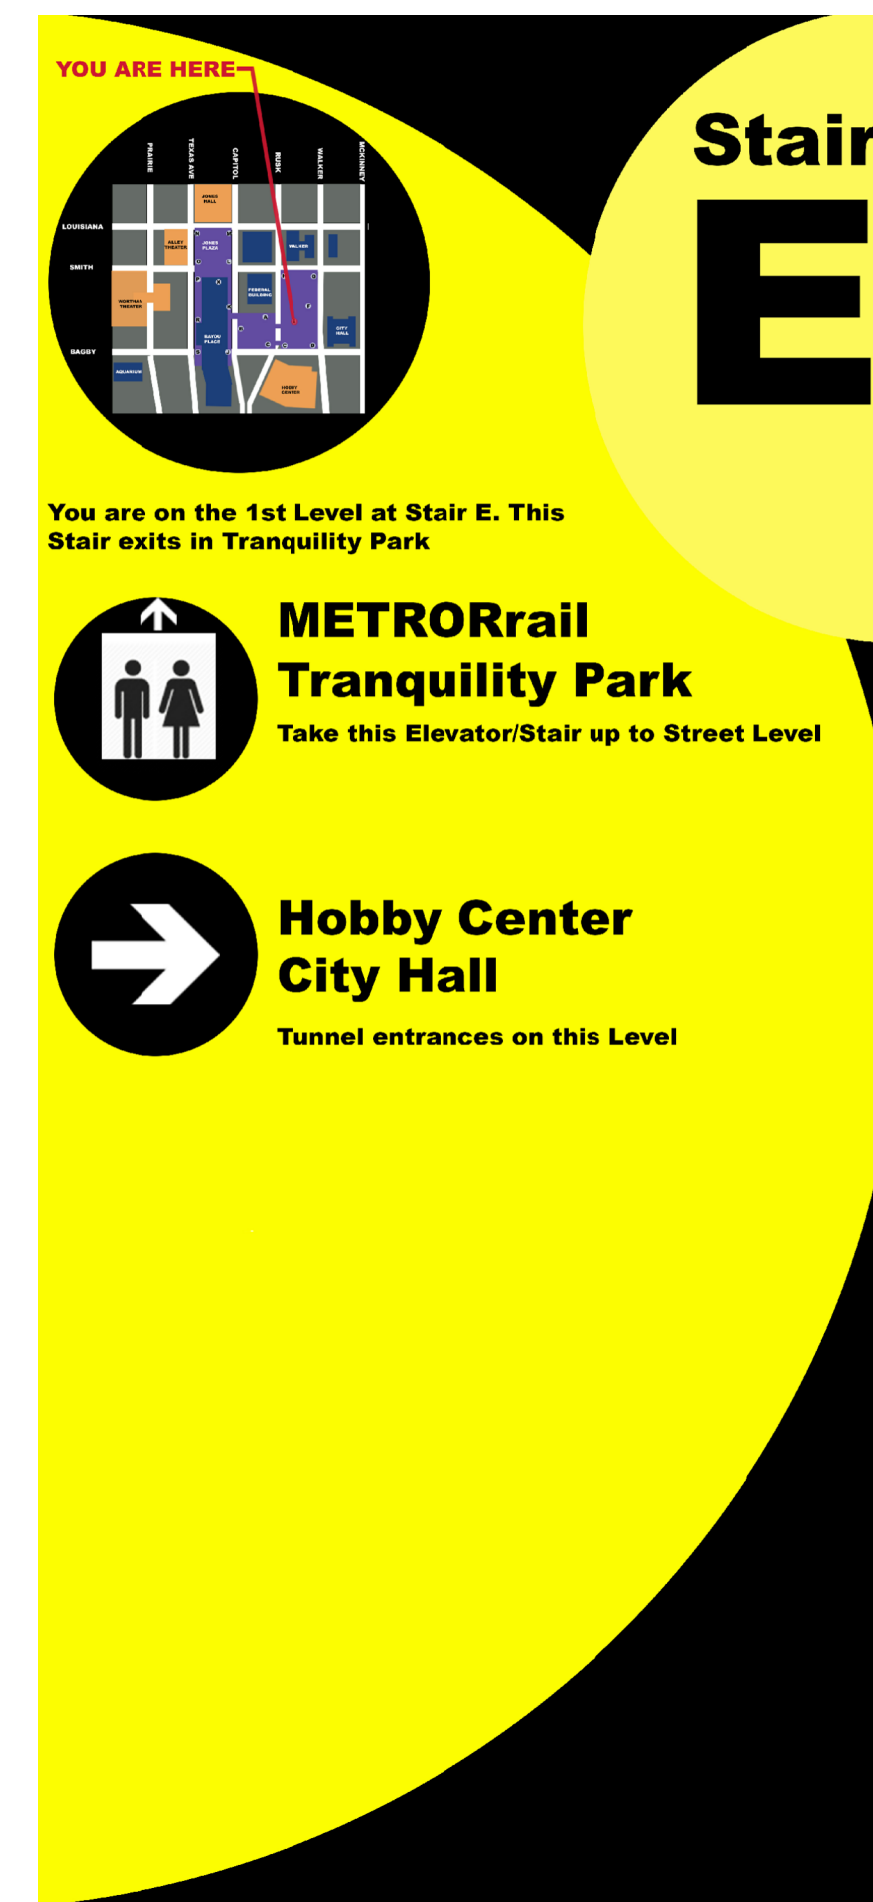 YOU ARE HERE
Stair
E
PRAIRIE
TEXAS AVE
CAPITOL
RUSK
WALKER
MCKINNEY
LOUISIANA
SMITH
BAGBY
JONES
HALL
ALLEY
THEATER
JONES
PLAZA
WALKER
FEDERAL
BUILDING
WORTHAM
THEATER
BAYOU
PLACE
CITY
HALL
AQUARIUM
HOBBY
CENTER
You are on the 1st Level at Stair E. This
Stair exits in Tranquility Park
METRORrail
Tranquility Park
Take this Elevator/Stair up to Street Level
Hobby Center
City Hall
Tunnel entrances on this Level